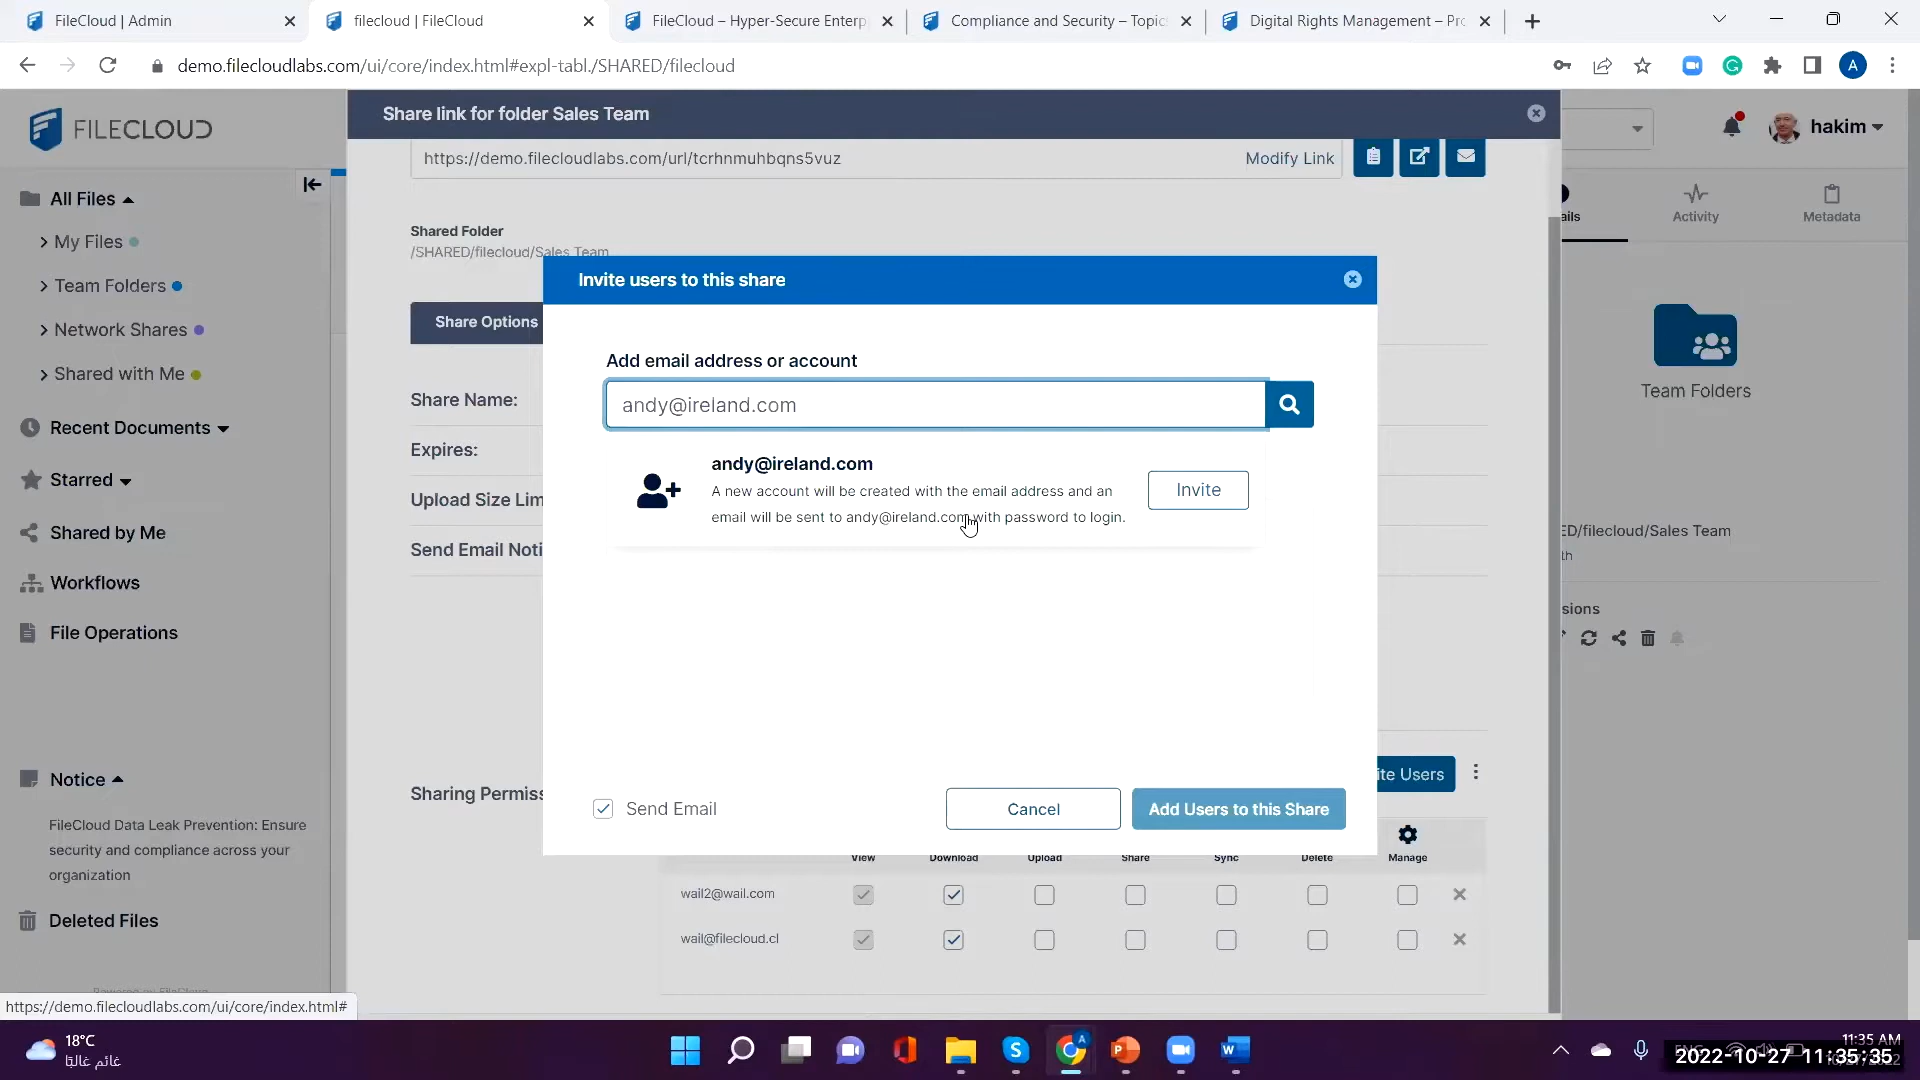 FileCloud | Admin
filecloud | FileCloud
FileCloud – Hyper-Secure Enterp
Compliance and Security – Topic
Digital Rights Management – Pro
demo.filecloudlabs.com/ui/core/index.html#expl-tabl./SHARED/filecloud
A
FILECLOUD
Share link for folder Sales Team
hakim
https://demo.filecloudlabs.com/url/tcrhnmuhbqns5vuz
Modify Link
All Files
My Files
Team Folders
Network Shares
Shared with Me
Recent Documents
Starred
Shared by Me
Workflows
File Operations
Notice
FileCloud Data Leak Prevention: Ensure
security and compliance across your
organization
Deleted Files
Powered by FileCloud
https://demo.filecloudlabs.com/ui/core/index.html#
Shared Folder
/SHARED/filecloud/Sales Team
Share Options
Share Name:
Expires:
Upload Size Lim
Send Email Noti
Sharing Permiss
Invite users to this share
Add email address or account
andy@ireland.com
andy@ireland.com
A new account will be created with the email address and an
email will be sent to andy@ireland.com with password to login.
Invite
Send Email
Cancel
Add Users to this Share
ite Users
View
Download
Upload
Share
Sync
Delete
Manage
wail2@wail.com
wail@filecloud.cl
ails
Activity
Metadata
Team Folders
ED/filecloud/Sales Team
th
sions
18°C
غائم غالبًا
ENG
11:35 AM
2022-10-27 11:35:35